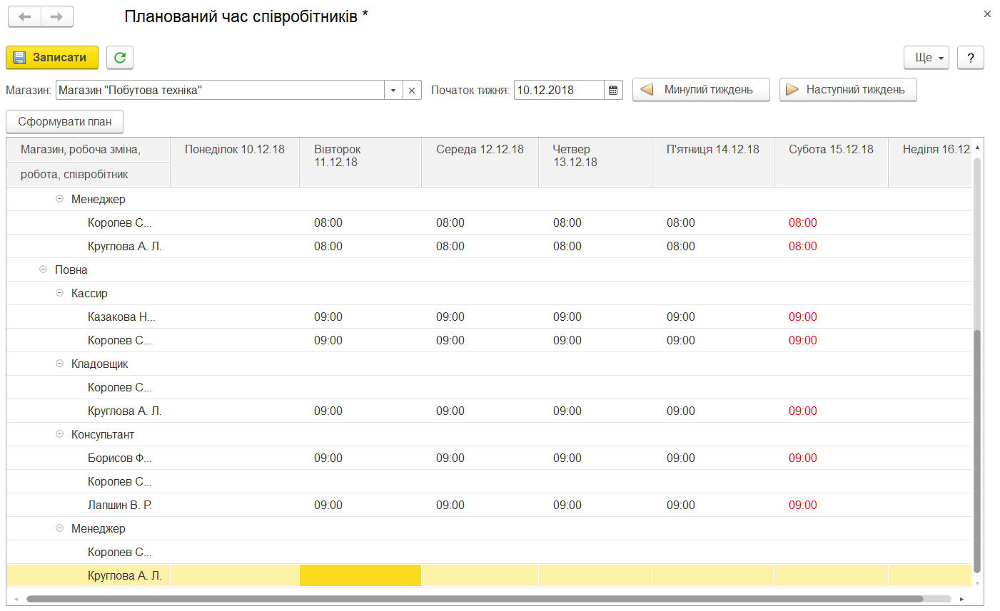 Планований час співробітників *
Записати
Ще
?
Магазин: Магазин "Побутова техніка" Початок тижня: 10.12.2018 Минулий тиждень Наступний тиждень
Сформувати план
Магазин, робоча зміна, Понеділок 10.12.18 Вівторок 11.12.18 Середа 12.12.18 Четвер 13.12.18 П'ятниця 14.12.18 Субота 15.12.18 Неділя 16.12.
робота, співробітник
Менеджер
Королев С... 08:00 08:00 08:00 08:00 08:00
Круглова А. Л. 08:00 08:00 08:00 08:00 08:00
Повна
Кассир
Казакова Н... 09:00 09:00 09:00 09:00 09:00
Королев С... 09:00 09:00 09:00 09:00 09:00
Кладовщик
Королев С...
Круглова А. Л. 09:00 09:00 09:00 09:00 09:00
Консультант
Борисов Ф... 09:00 09:00 09:00 09:00 09:00
Королев С...
Лапшин В. Р. 09:00 09:00 09:00 09:00 09:00
Менеджер
Королев С...
Круглова А. Л.